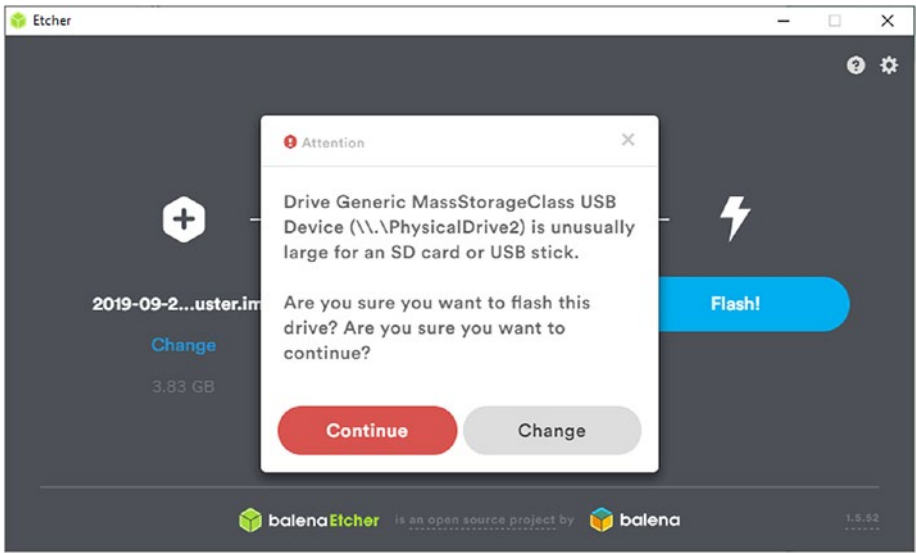 Etcher
Attention
Drive Generic MassStorageClass USB
Device (\\.\PhysicalDrive2) is unusually
large for an SD card or USB stick.
Are you sure you want to flash this
drive? Are you sure you want to
continue?
Continue
Change
2019-09-2...uster.im
Change
3.83 GB
Flash!
balenaEtcher is an open source project by balena
1.5.52